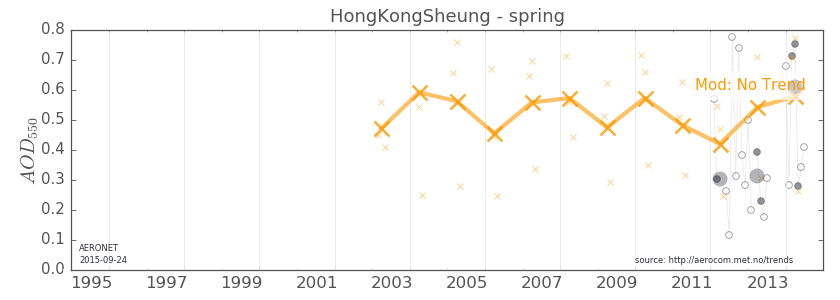 HongKongSheung - spring
0.8
0.7
0.6
0.5
0.4
0.3
0.2
0.1
0.0
AOD550
Mod: No Trend
AERONET
2015-09-24
source: http://aerocom.met.no/trends
1995 1997 1999 2001 2003 2005 2007 2009 2011 2013